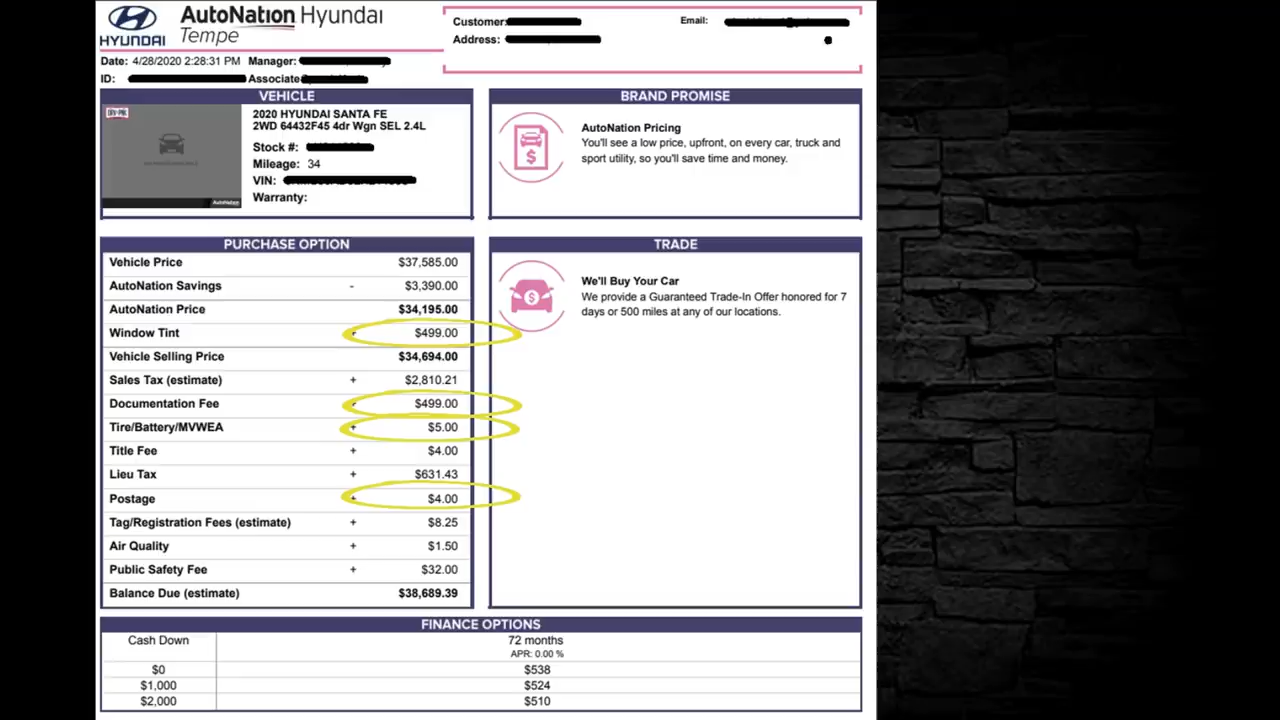 HYUNDAI
AutoNation Hyundai
Tempe
Date: 4/28/2020 2:28:31 PM Manager:
ID: Associate
Customer:
Email:
Address:
VEHICLE
2020 HYUNDAI SANTA FE
2WD 64432F45 4dr Wgn SEL 2.4L
Stock #:
Mileage: 34
VIN:
Warranty:
AutoNation
BRAND PROMISE
AutoNation Pricing
You'll see a low price, upfront, on every car, truck and
sport utility, so you'll save time and money.
PURCHASE OPTION
Vehicle Price $37,585.00
AutoNation Savings - $3,390.00
AutoNation Price $34,195.00
Window Tint + $499.00
Vehicle Selling Price $34,694.00
Sales Tax (estimate) + $2,810.21
Documentation Fee + $499.00
Tire/Battery/MVWEA + $5.00
Title Fee + $4.00
Lieu Tax + $631.43
Postage + $4.00
Tag/Registration Fees (estimate) + $8.25
Air Quality + $1.50
Public Safety Fee + $32.00
Balance Due (estimate) $38,689.39
TRADE
We'll Buy Your Car
We provide a Guaranteed Trade-In Offer honored for 7
days or 500 miles at any of our locations.
FINANCE OPTIONS
Cash Down 72 months
APR: 0.00 %
$0 $538
$1,000 $524
$2,000 $510